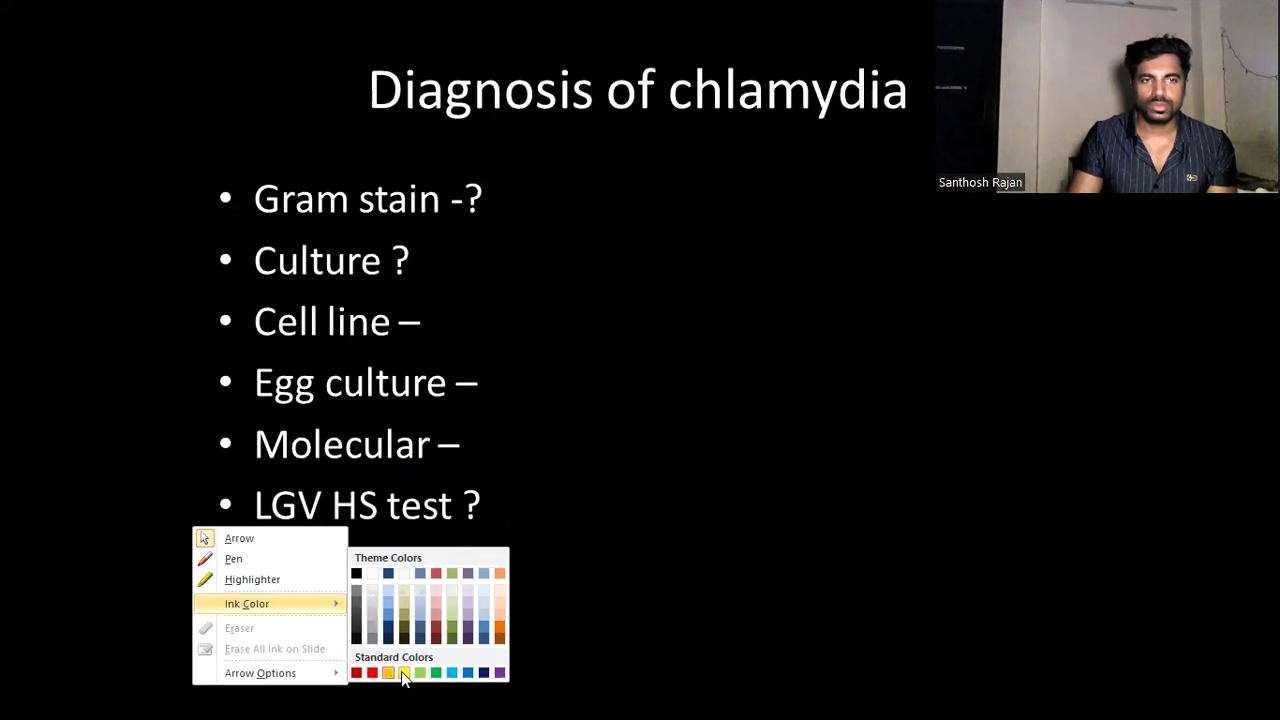 Diagnosis of chlamydia
Santhosh Rajan
• Gram stain -?
• Culture ?
• Cell line –
• Egg culture –
• Molecular –
• LGV HS test ?
Arrow
Pen
Highlighter
Ink Color
Eraser
Erase All Ink on Slide
Arrow Options
Theme Colors
Standard Colors